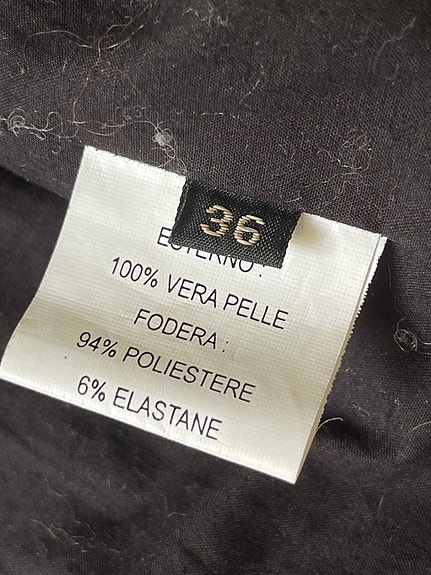 36
ESTERNO :
100% VERA PELLE
FODERA :
94% POLIESTERE
6% ELASTANE